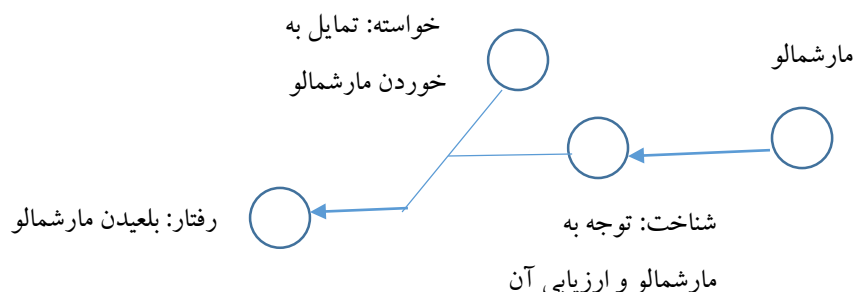 مارشمالو
خواسته: تمایل به
خوردن مارشمالو
شناخت: توجه به
مارشمالو و ارزیابی آن
رفتار: بلعیدن مارشمالو